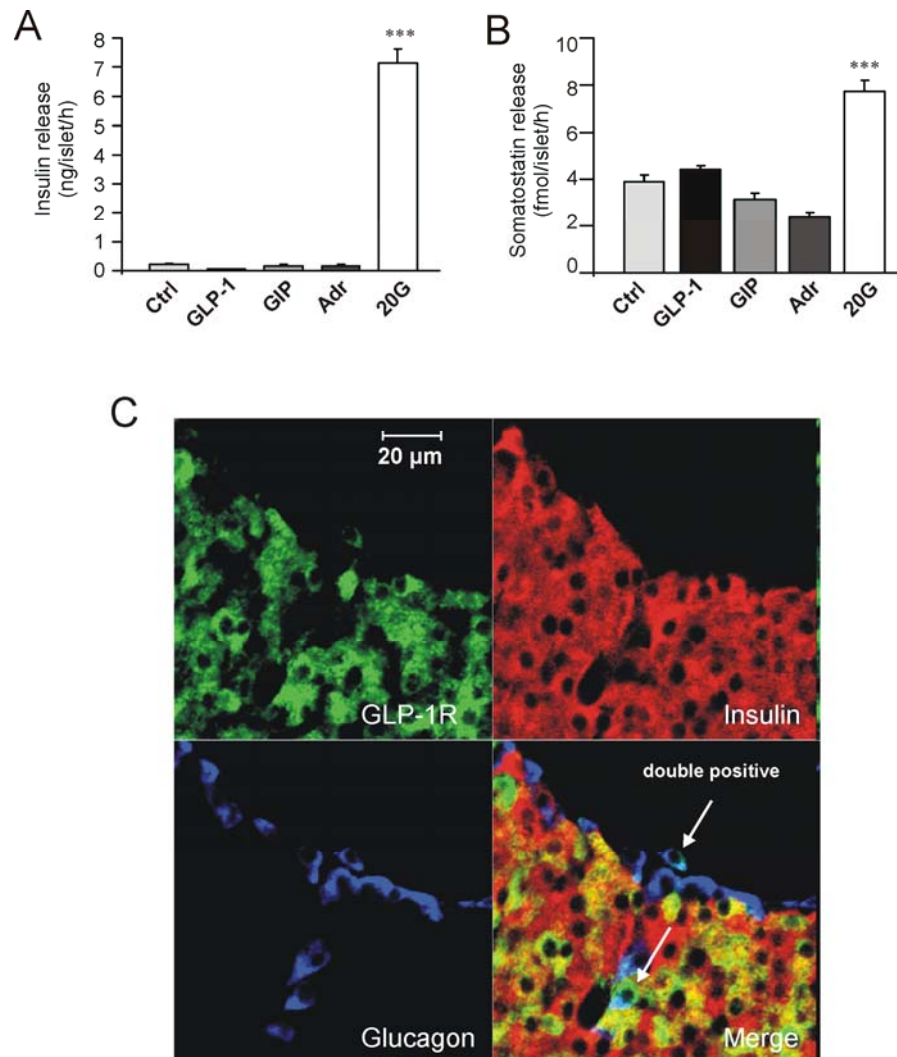 A
Insulin release
(ng/islet/h)
8
7
6
5
4
3
2
1
0
***
Ctrl
GLP-1
GIP
Adr
20G
B
Somatostatin release
(fmol/islet/h)
10
8
6
4
2
0
***
Ctrl
GLP-1
GIP
Adr
20G
C
20 µm
GLP-1R
Insulin
Glucagon
double positive
Merge